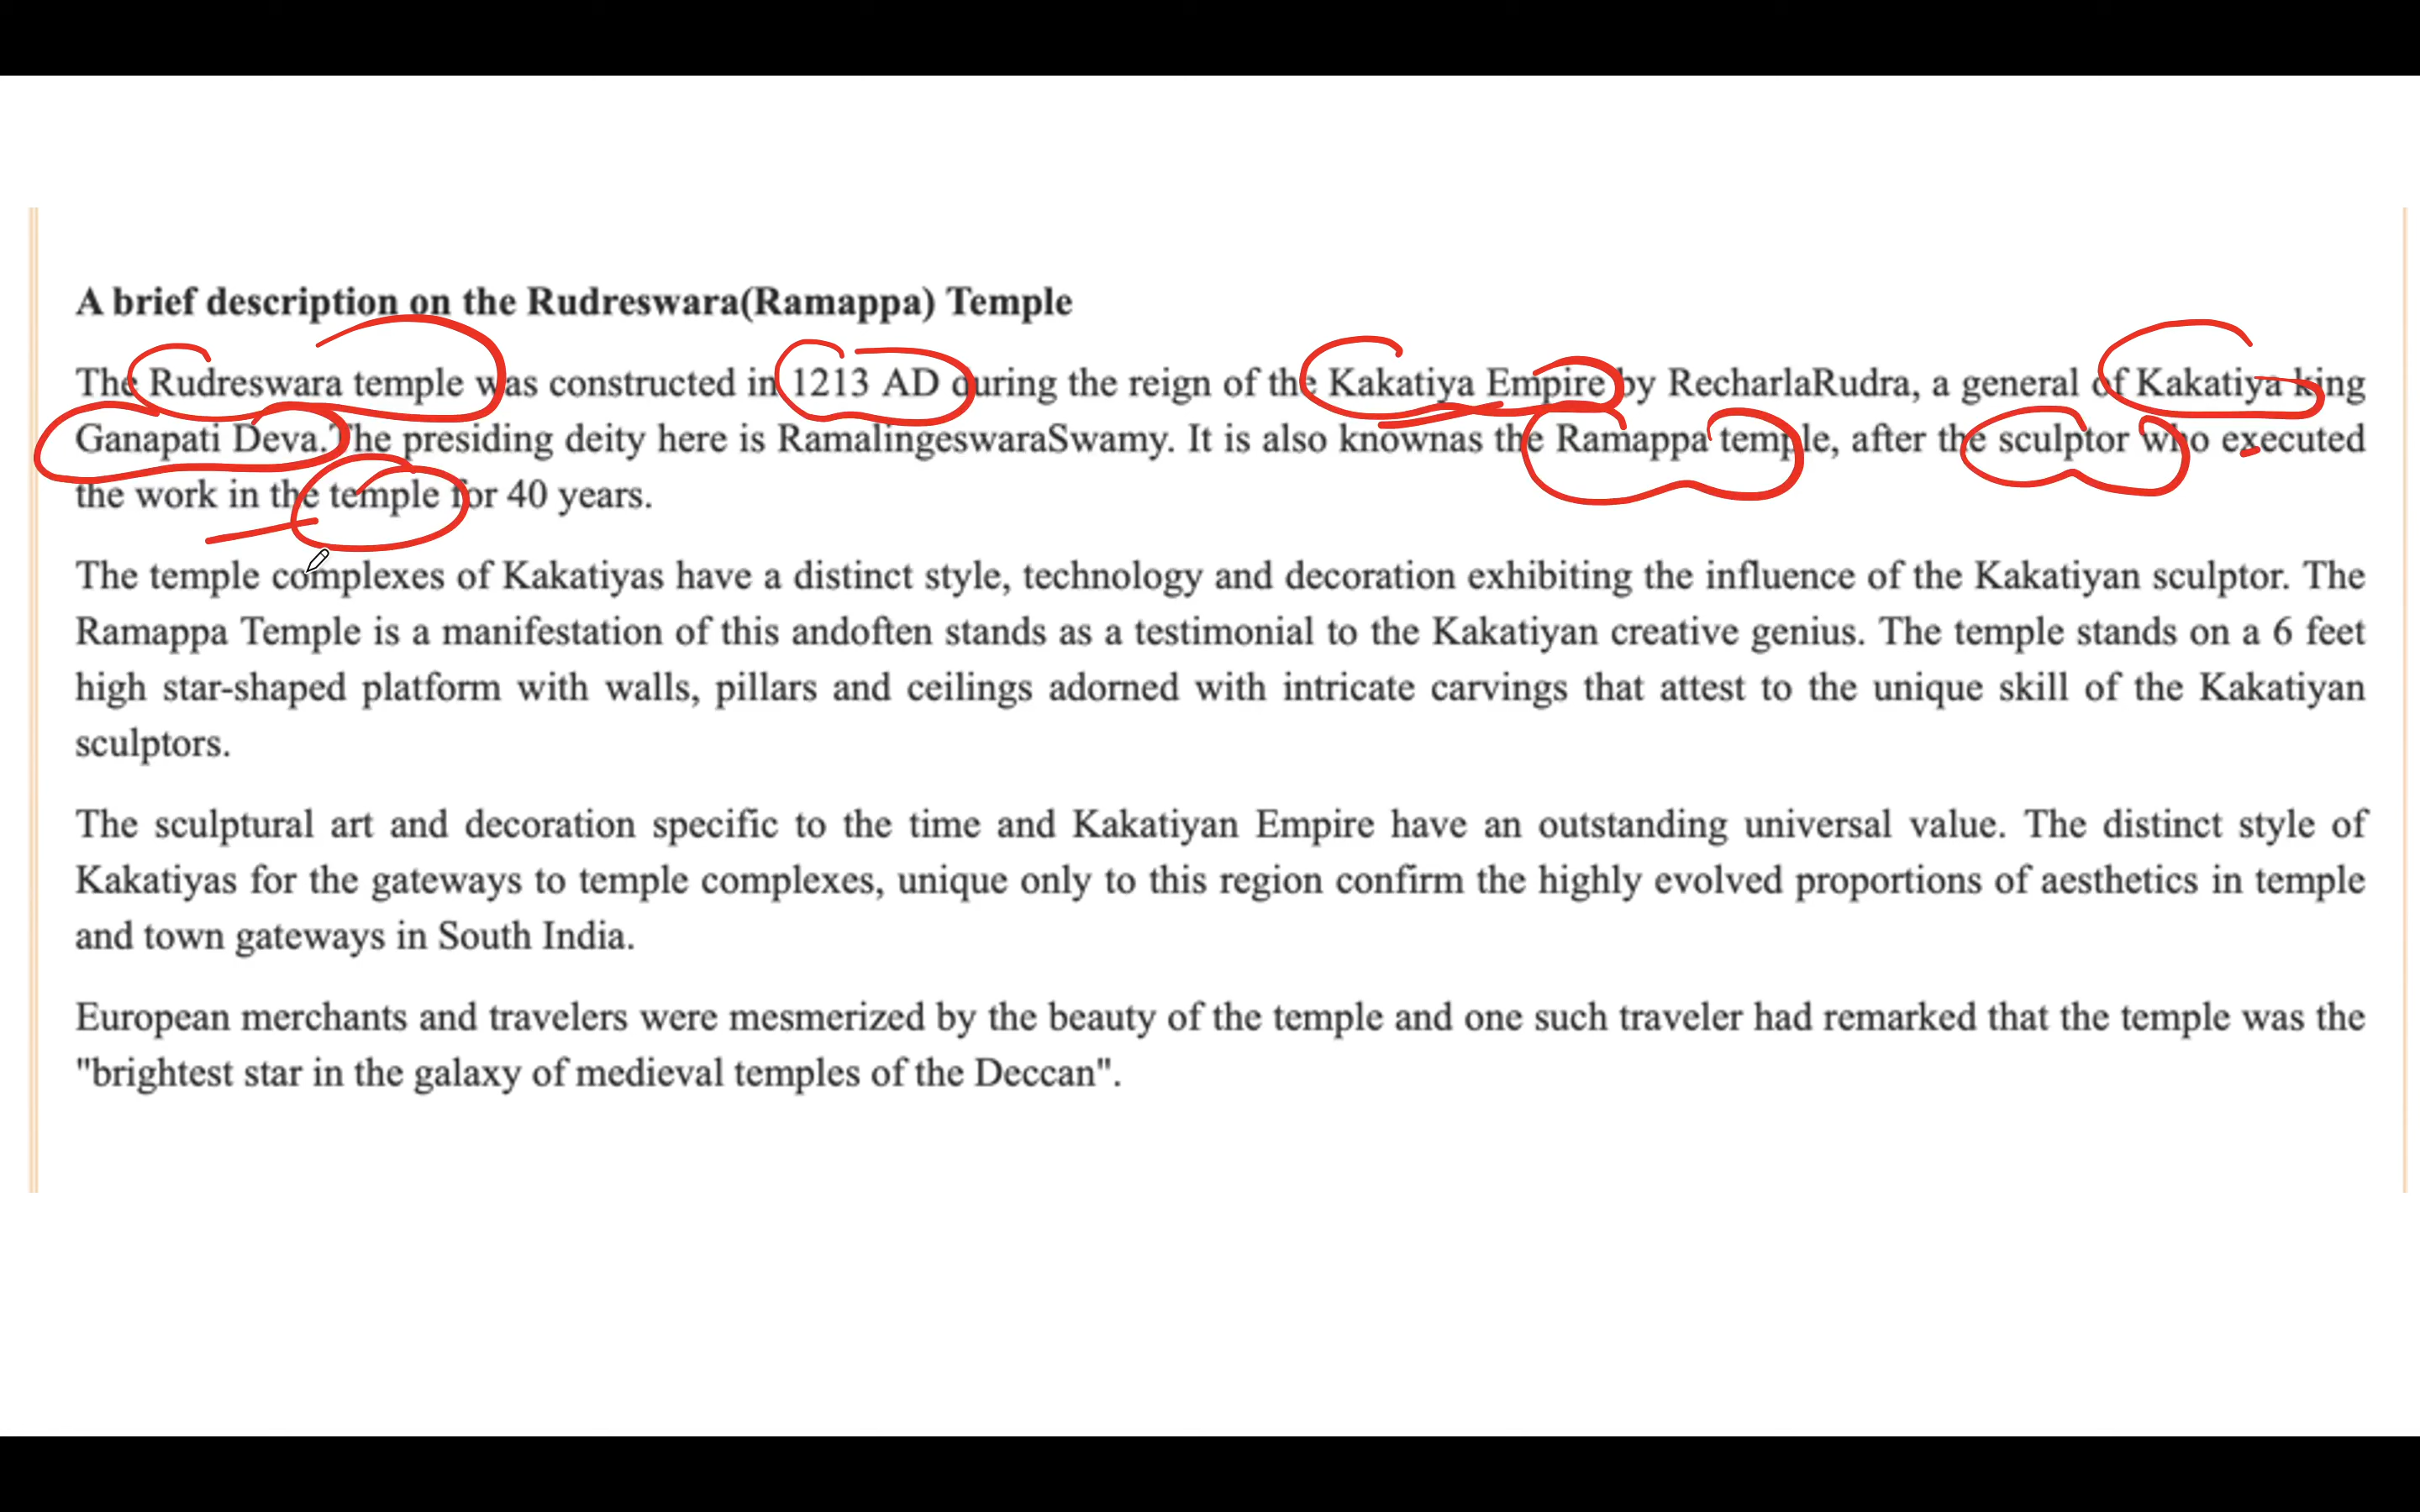 A brief description on the Rudreswara(Ramappa) Temple
The Rudreswara temple was constructed in 1213 AD during the reign of the Kakatiya Empire by RecharlaRudra, a general of Kakatiya king
Ganapati Deva.The presiding deity here is RamalingeswaraSwamy. It is also knownas the Ramappa temple, after the sculptor who executed
the work in the temple for 40 years.
The temple complexes of Kakatiyas have a distinct style, technology and decoration exhibiting the influence of the Kakatiyan sculptor. The
Ramappa Temple is a manifestation of this andoften stands as a testimonial to the Kakatiyan creative genius. The temple stands on a 6 feet
high star-shaped platform with walls, pillars and ceilings adorned with intricate carvings that attest to the unique skill of the Kakatiyan
sculptors.
The sculptural art and decoration specific to the time and Kakatiyan Empire have an outstanding universal value. The distinct style of
Kakatiyas for the gateways to temple complexes, unique only to this region confirm the highly evolved proportions of aesthetics in temple
and town gateways in South India.
European merchants and travelers were mesmerized by the beauty of the temple and one such traveler had remarked that the temple was the
"brightest star in the galaxy of medieval temples of the Deccan".